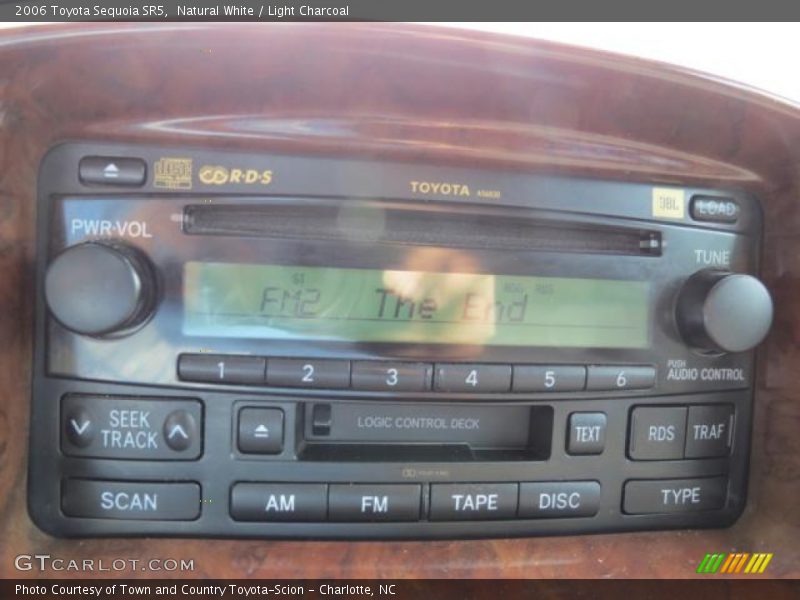 2006 Toyota Sequoia SR5,  Natural White / Light Charcoal
R·D·S
TOYOTA
JBL
LOAD
PWR·VOL
TUNE
ST
FM2 The End
RDS
1 2 3 4 5 6
PUSH
AUDIO CONTROL
SEEK
TRACK
LOGIC CONTROL DECK
TEXT
RDS
TRAF
SCAN
AM
FM
TAPE
DISC
TYPE
GTCARLOT.COM
Photo Courtesy of Town and Country Toyota-Scion - Charlotte, NC